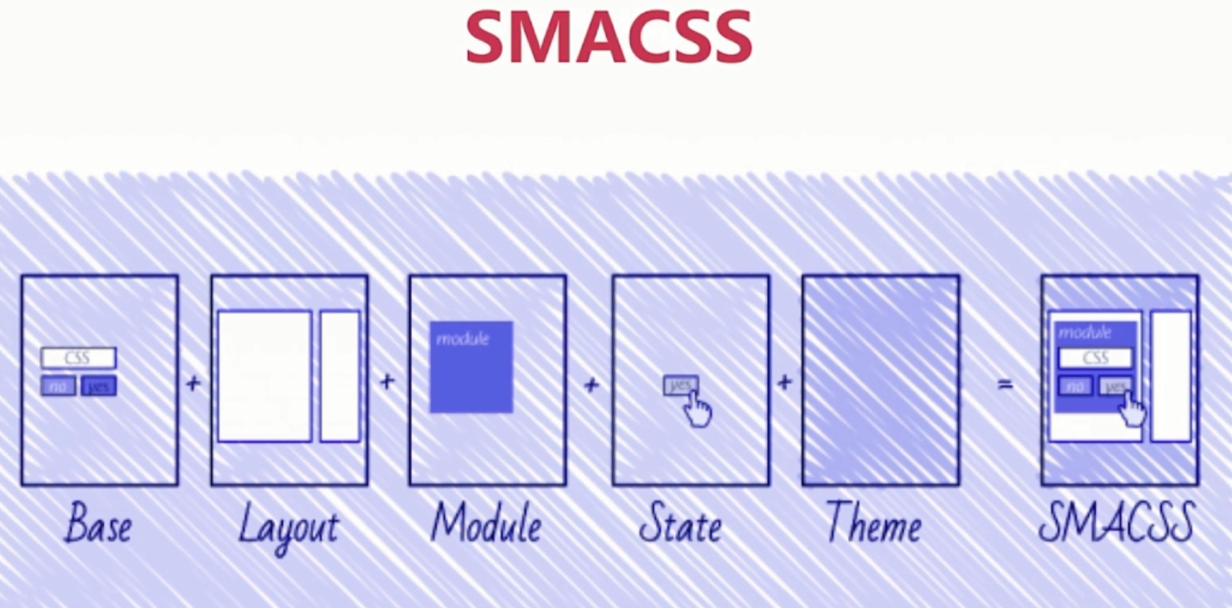 SMACSS
CSS
no yes
+
+
module
+
yes
+
=
module
CSS
no yes
Base Layout Module State Theme SMACSS